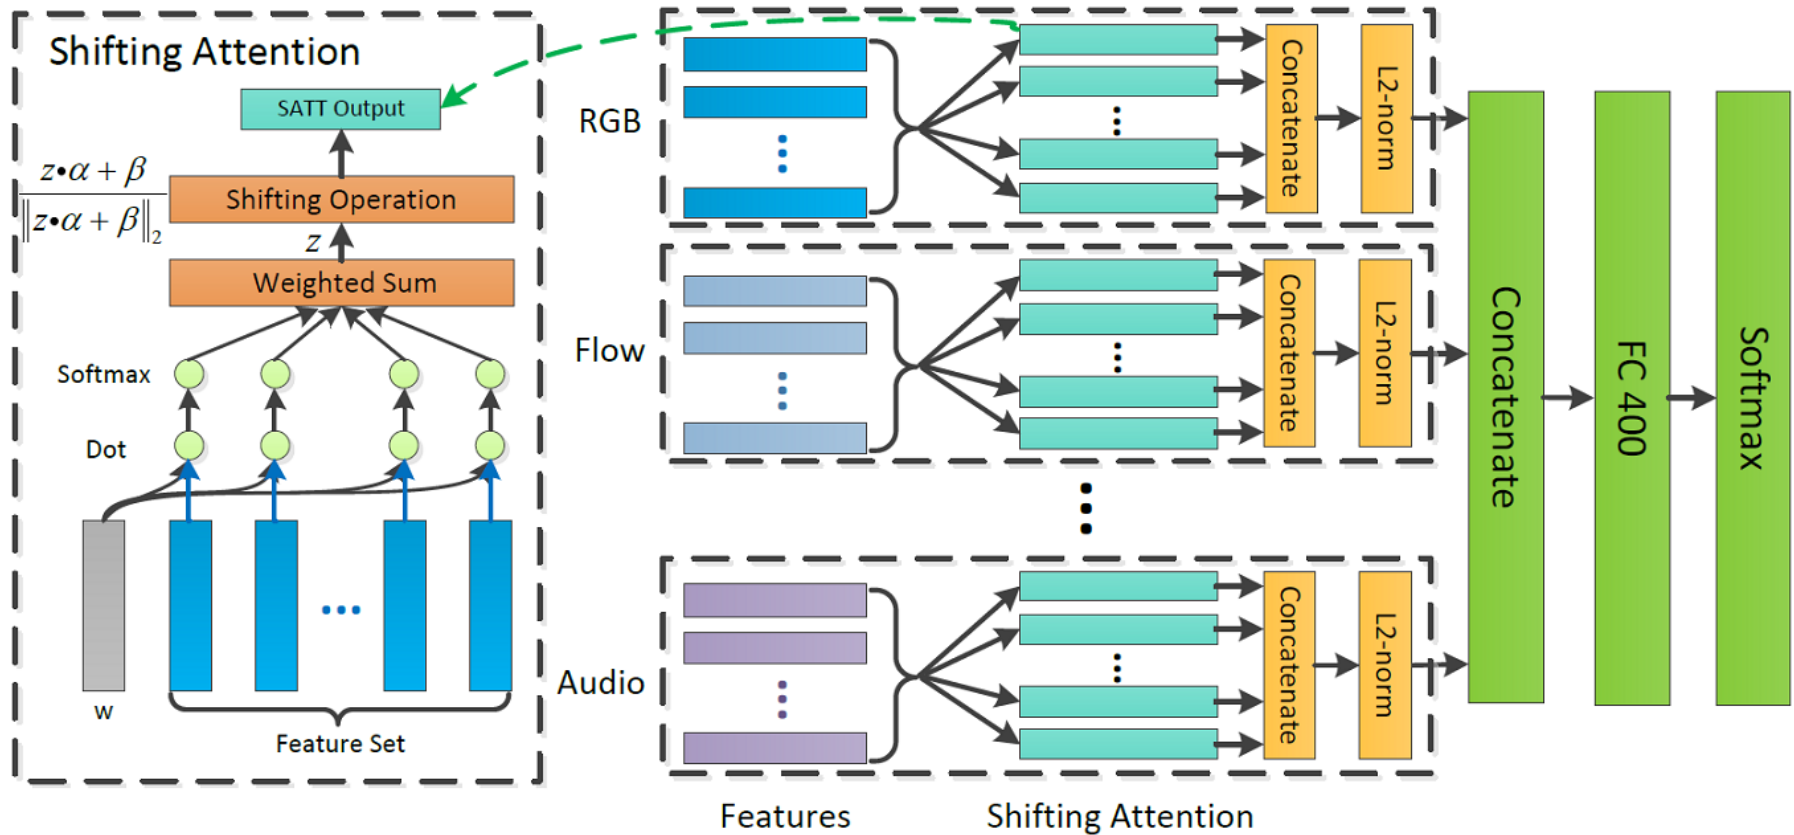 Shifting Attention
SATT Output
z•α + β
‖z•α + β‖₂
Shifting Operation
z
Weighted Sum
Softmax
Dot
w
Feature Set
RGB
Concatenate
L2-norm
Flow
Concatenate
L2-norm
Audio
Concatenate
L2-norm
Features
Shifting Attention
Concatenate
FC 400
Softmax